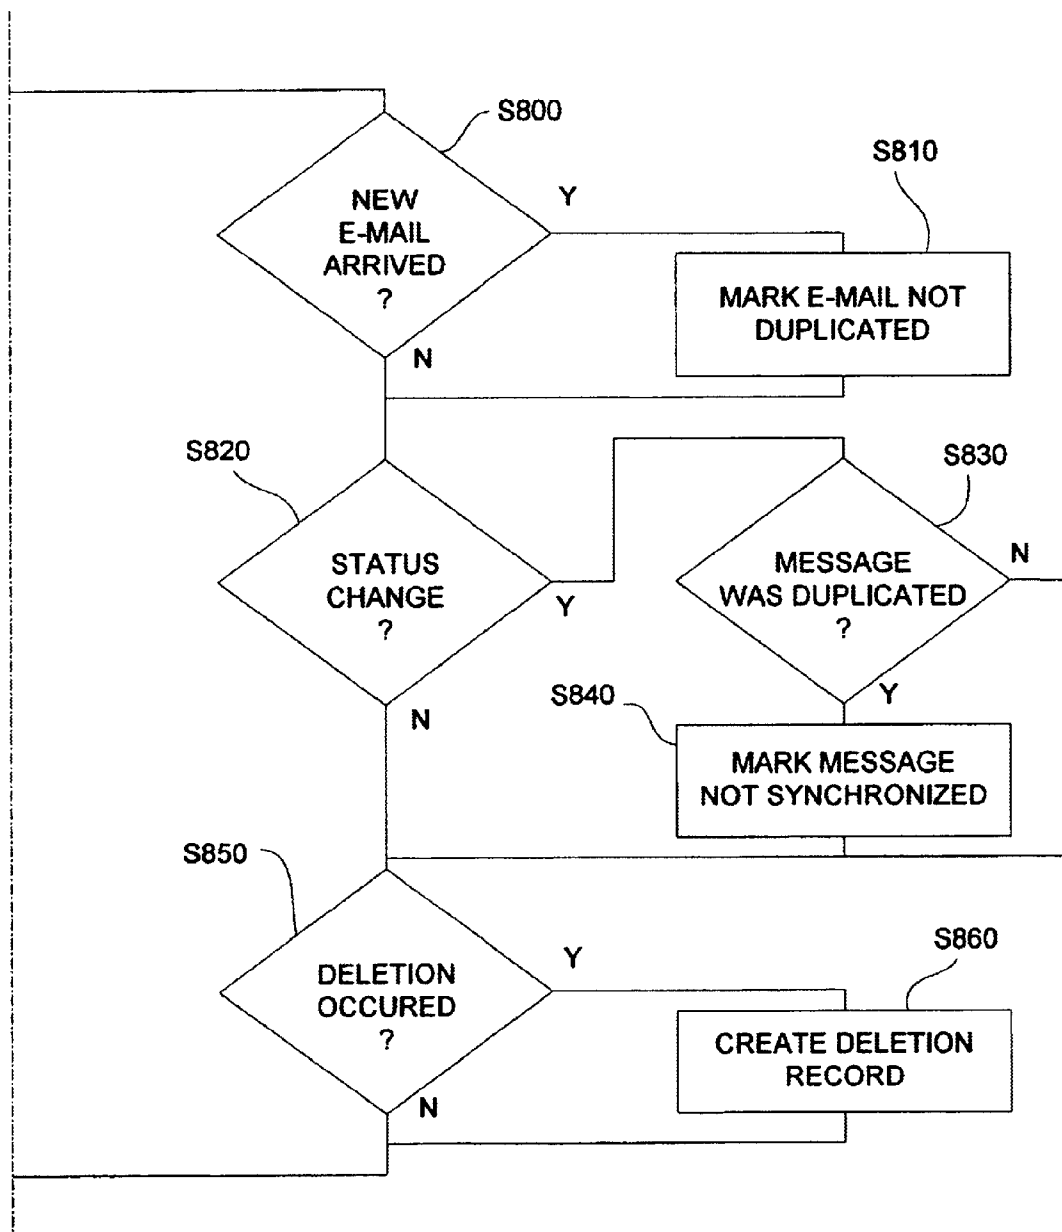 S800
NEW
E-MAIL
ARRIVED
?
Y
N
S810
MARK E-MAIL NOT
DUPLICATED
S820
STATUS
CHANGE
?
Y
N
S830
MESSAGE
WAS DUPLICATED
?
N
Y
S840
MARK MESSAGE
NOT SYNCHRONIZED
S850
DELETION
OCCURED
?
Y
N
S860
CREATE DELETION
RECORD